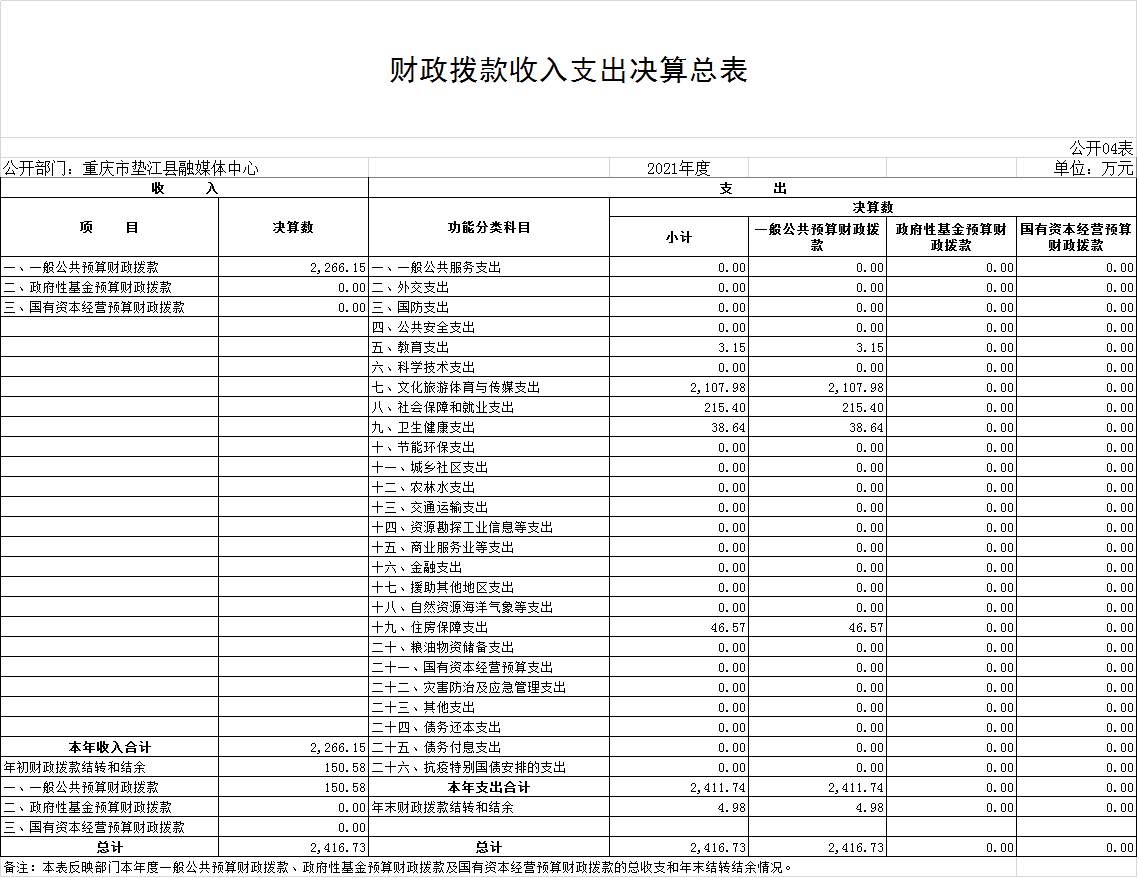 财政拨款收入支出决算总表
公开04表
公开部门：重庆市垫江县融媒体中心 2021年度 单位：万元
收 入 支 出
项 目 决算数 功能分类科目 决算数
小计 一般公共预算财政拨款 政府性基金预算财政拨款 国有资本经营预算财政拨款
一、一般公共预算财政拨款 2,266.15 一、一般公共服务支出 0.00 0.00 0.00 0.00
二、政府性基金预算财政拨款 0.00 二、外交支出 0.00 0.00 0.00 0.00
三、国有资本经营预算财政拨款 0.00 三、国防支出 0.00 0.00 0.00 0.00
四、公共安全支出 0.00 0.00 0.00 0.00
五、教育支出 3.15 3.15 0.00 0.00
六、科学技术支出 0.00 0.00 0.00 0.00
七、文化旅游体育与传媒支出 2,107.98 2,107.98 0.00 0.00
八、社会保障和就业支出 215.40 215.40 0.00 0.00
九、卫生健康支出 38.64 38.64 0.00 0.00
十、节能环保支出 0.00 0.00 0.00 0.00
十一、城乡社区支出 0.00 0.00 0.00 0.00
十二、农林水支出 0.00 0.00 0.00 0.00
十三、交通运输支出 0.00 0.00 0.00 0.00
十四、资源勘探工业信息等支出 0.00 0.00 0.00 0.00
十五、商业服务业等支出 0.00 0.00 0.00 0.00
十六、金融支出 0.00 0.00 0.00 0.00
十七、援助其他地区支出 0.00 0.00 0.00 0.00
十八、自然资源海洋气象等支出 0.00 0.00 0.00 0.00
十九、住房保障支出 46.57 46.57 0.00 0.00
二十、粮油物资储备支出 0.00 0.00 0.00 0.00
二十一、国有资本经营预算支出 0.00 0.00 0.00 0.00
二十二、灾害防治及应急管理支出 0.00 0.00 0.00 0.00
二十三、其他支出 0.00 0.00 0.00 0.00
二十四、债务还本支出 0.00 0.00 0.00 0.00
本年收入合计 2,266.15 二十五、债务付息支出 0.00 0.00 0.00 0.00
年初财政拨款结转和结余 150.58 二十六、抗疫特别国债安排的支出 0.00 0.00 0.00 0.00
一、一般公共预算财政拨款 150.58 本年支出合计 2,411.74 2,411.74 0.00 0.00
二、政府性基金预算财政拨款 0.00 年末财政拨款结转和结余 4.98 4.98 0.00 0.00
三、国有资本经营预算财政拨款 0.00
总计 2,416.73 总计 2,416.73 2,416.73 0.00 0.00
备注：本表反映部门本年度一般公共预算财政拨款、政府性基金预算财政拨款及国有资本经营预算财政拨款的总收支和年末结转结余情况。